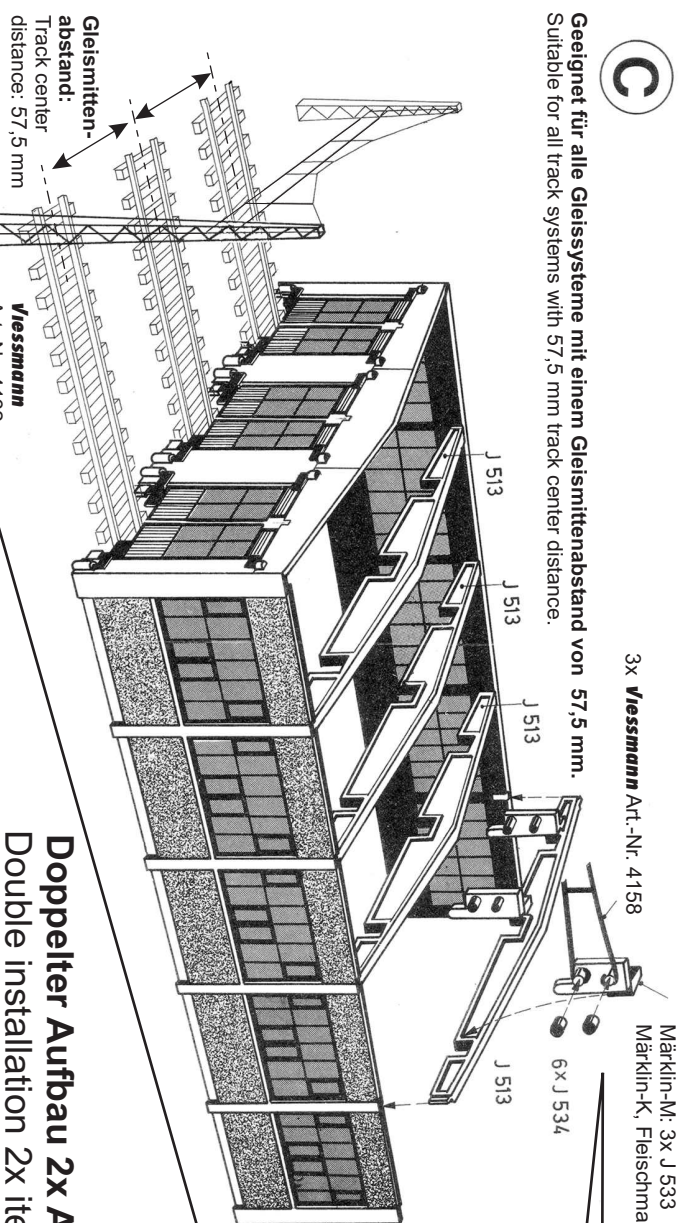 C
Geeignet für alle Gleissysteme mit einem Gleismittenabstand von 57,5 mm.
Suitable for all track systems with 57,5 mm track center distance.
3x Viessmann Art.-Nr. 4158
Märklin-M: 3x J 533
Märklin-K,
6x J 534
J 513
J 513
J 513
J 513
Gleismitten-
abstand:
Track center
distance: 57,5 mm
Viessmann
Doppelter Aufbau 2x
Double installation 2x